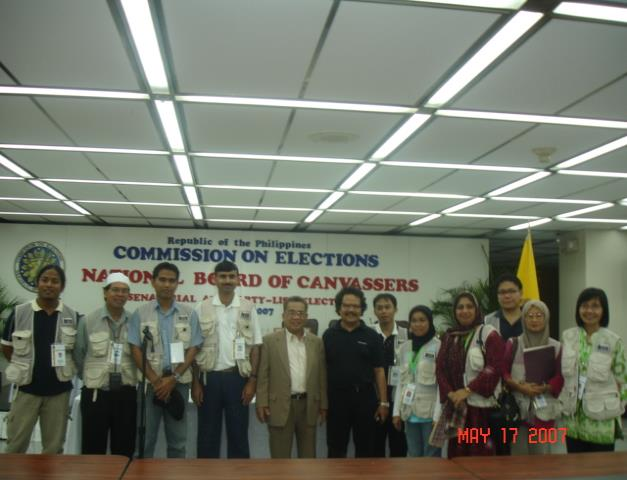 Republic of the Philippines
COMMISSION ON ELECTIONS
NATIONAL BOARD OF CANVASSERS
2007
MAY 17 2007